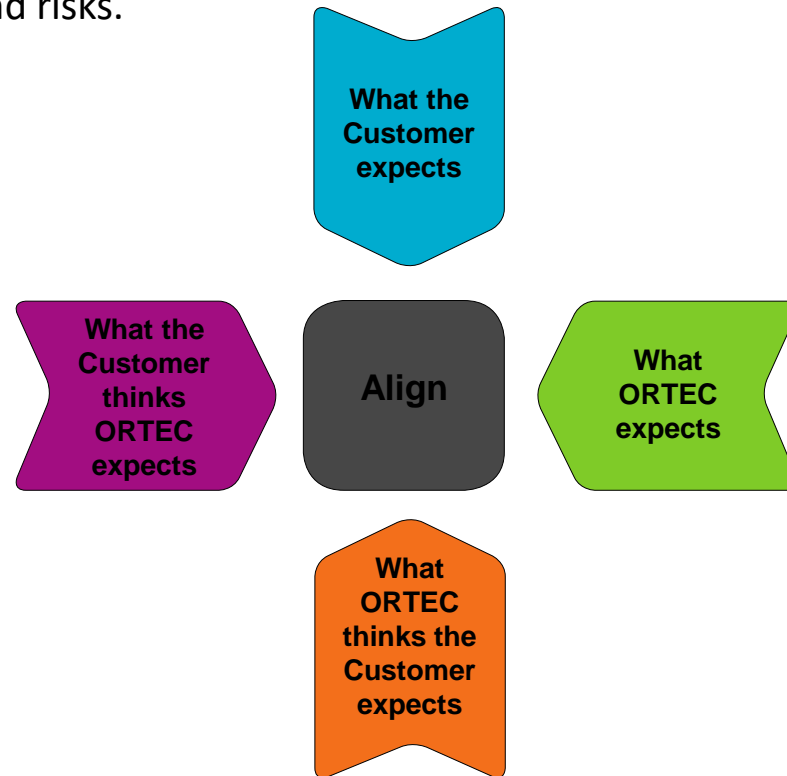 nd risks.
What the
Customer
expects
What the
Customer
thinks
ORTEC
expects
Align
What
ORTEC
expects
What
ORTEC
thinks the
Customer
expects